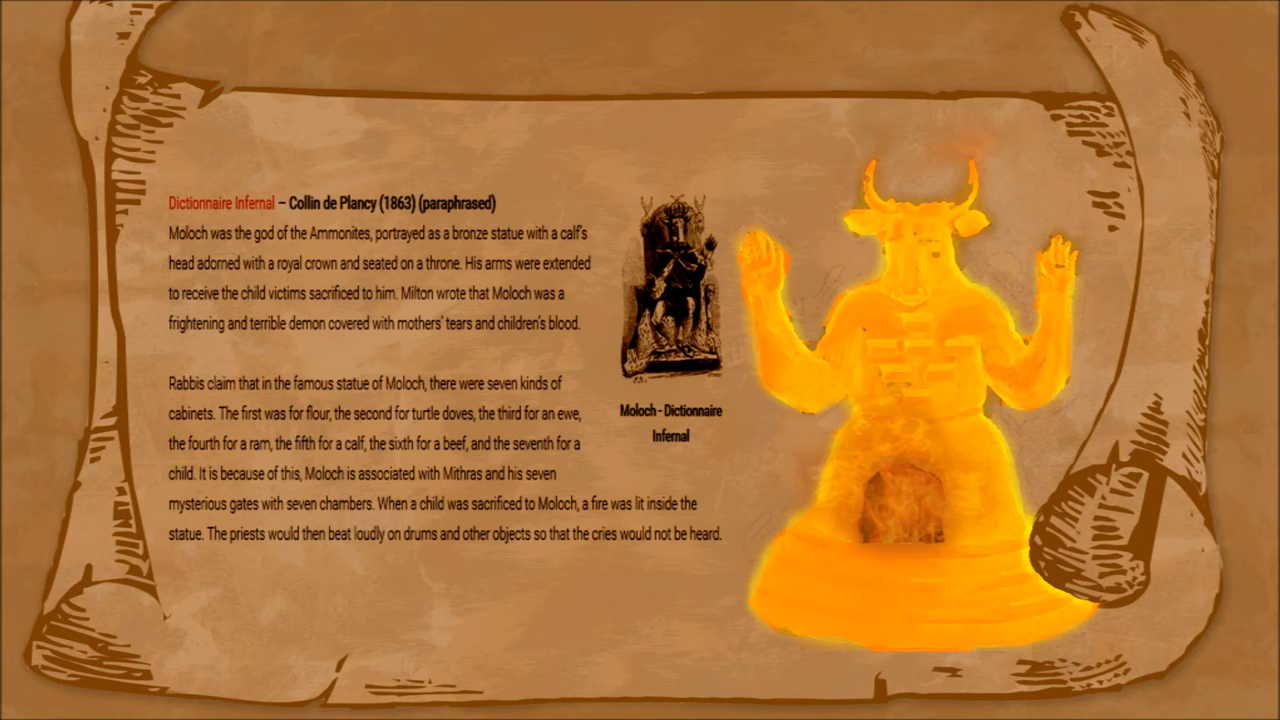 Dictionnaire Infernal – Collin de Plancy (1863) (paraphrased)
Moloch was the god of the Ammonites, portrayed as a bronze statue with a calf's
head adorned with a royal crown and seated on a throne. His arms were extended
to receive the child victims sacrificed to him. Milton wrote that Moloch was a
frightening and terrible demon covered with mothers' tears and children's blood.
Rabbis claim that in the famous statue of Moloch, there were seven kinds of
cabinets. The first was for flour, the second for turtle doves, the third for an ewe,
the fourth for a ram, the fifth for a calf, the sixth for a beef, and the seventh for a
child. It is because of this, Moloch is associated with Mithras and his seven
mysterious gates with seven chambers. When a child was sacrificed to Moloch, a fire was lit inside the
statue. The priests would then beat loudly on drums and other objects so that the cries would not be heard.
Moloch - Dictionnaire
Infernal